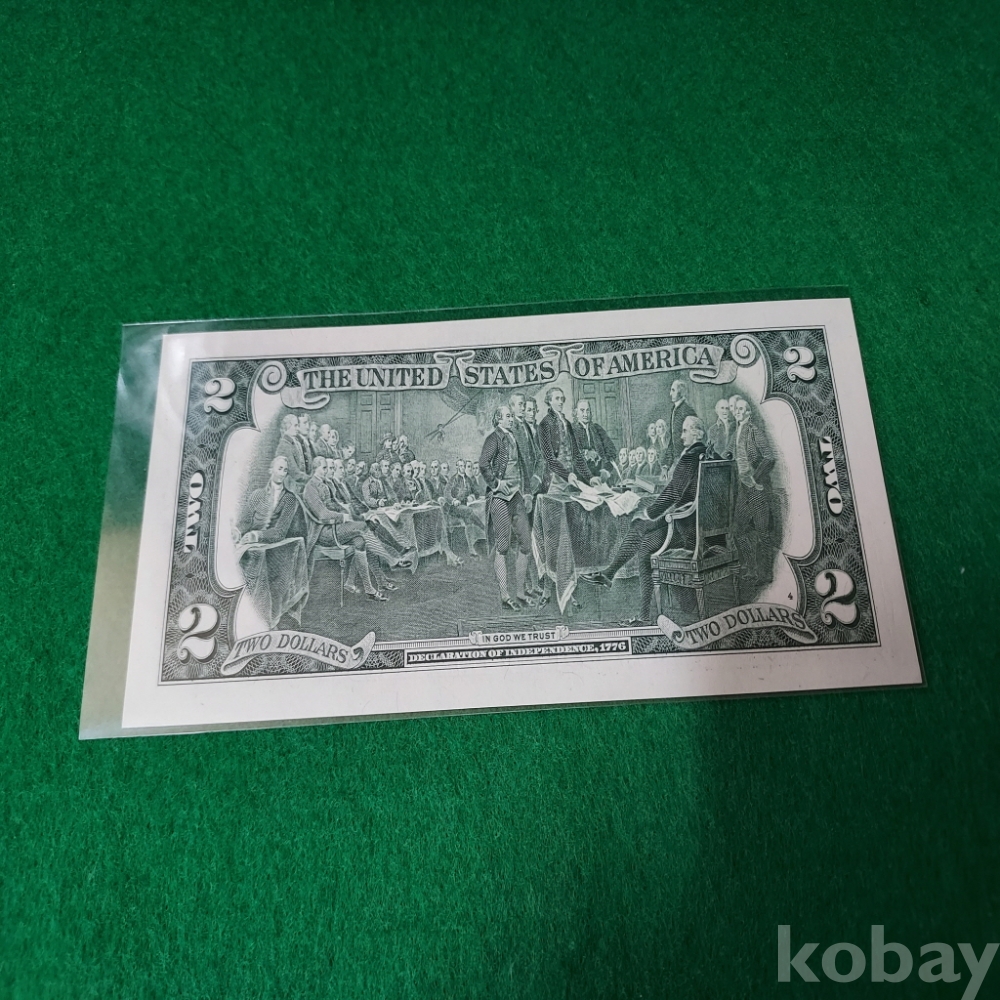 THE UNITED STATES OF AMERICA
2
2
TWO
TWO
2
2
4
TWO DOLLARS
TWO DOLLARS
IN GOD WE TRUST
DECLARATION OF INDEPENDENCE, 1776
kobay